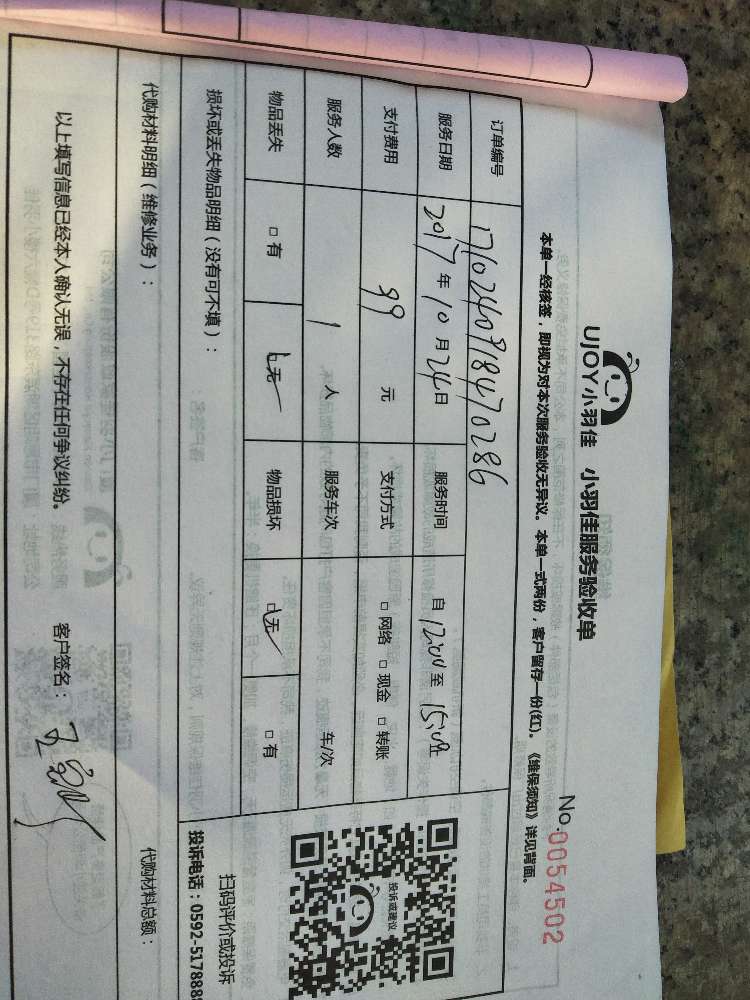 UJOY小羽佳 小羽佳服务验收单
No.0054502
本单一经核签，即视为对本次服务验收无异议。本单一式两份，客户留存一份(红)。《维保须知》详见背面。
订单编号 1710240918470286
服务日期 2017年10月24日 服务时间 自12:00至15:00
支付费用 99 元 支付方式 □网络 □现金 □转账
服务人数 1 人 服务车次 车/次
物品丢失 □有 □无 物品损坏 □无 □有
损坏或丢失物品明细（没有可不填）：
投诉或建议
扫码评价或投诉
投诉电话：0592-5178889
代购材料明细（维修业务）： 代购材料总额：
以上填写信息已经本人确认无误，不存在任何争议纠纷。 客户签名：